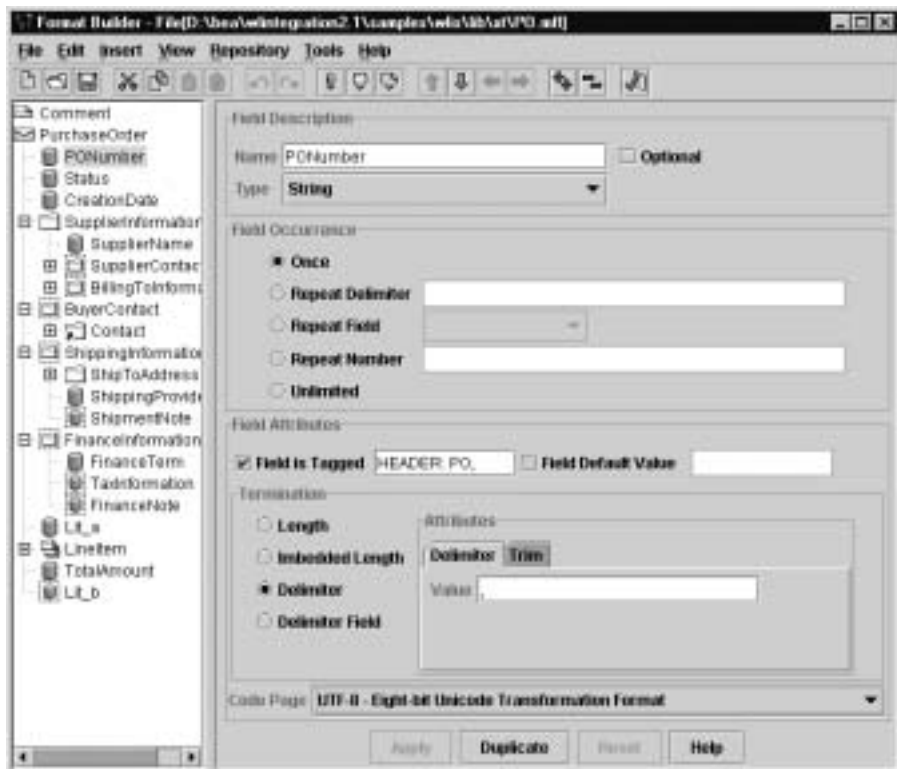 Format Builder - File[D:\bea\wlintegration2.1\samples\wlis\lib\xt\PO.mfl]
File Edit Insert View Repository Tools Help
Comment
PurchaseOrder
PONumber
Status
CreationDate
SupplierInformation
SupplierName
SupplierContac
BillingToInforma
BuyerContact
Contact
ShippingInformation
ShipToAddress
ShippingProvide
ShipmentNote
FinanceInformation
FinanceTerm
TaxInformation
FinanceNote
Lit_a
LineItem
TotalAmount
Lit_b
Field Description
Name PONumber Optional
Type String
Field Occurrence
Once
Repeat Delimiter
Repeat Field
Repeat Number
Unlimited
Field Attributes
Field is Tagged HEADER: PO, Field Default Value
Termination
Length
Imbedded Length
Delimiter
Delimiter Field
Attributes
Delimiter Trim
Value ,
Code Page UTF-8 - Eight-bit Unicode Transformation Format
Apply Duplicate Reset Help